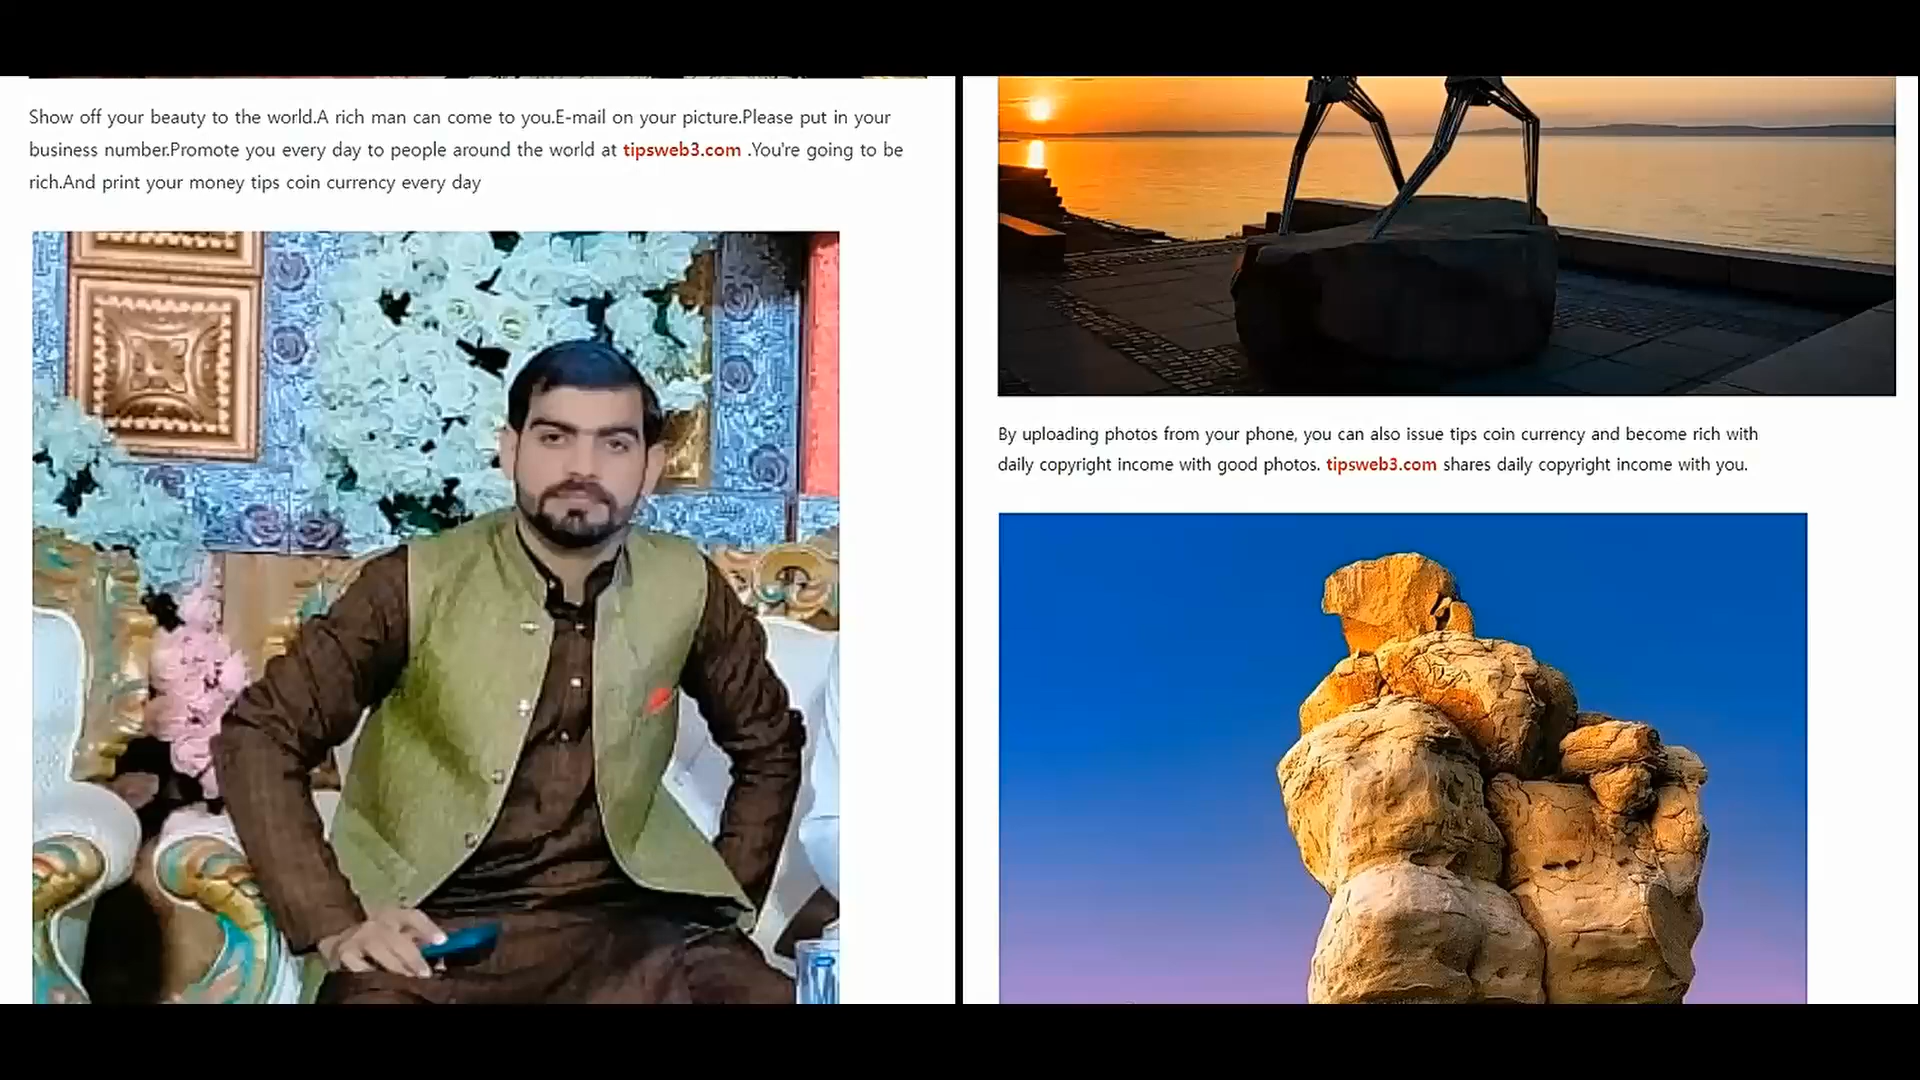 Show off your beauty to the world.A rich man can come to you.E-mail on your picture.Please put in your
business number.Promote you every day to people around the world at tipsweb3.com .You're going to be
rich.And print your money tips coin currency every day
By uploading photos from your phone, you can also issue tips coin currency and become rich with
daily copyright income with good photos. tipsweb3.com shares daily copyright income with you.